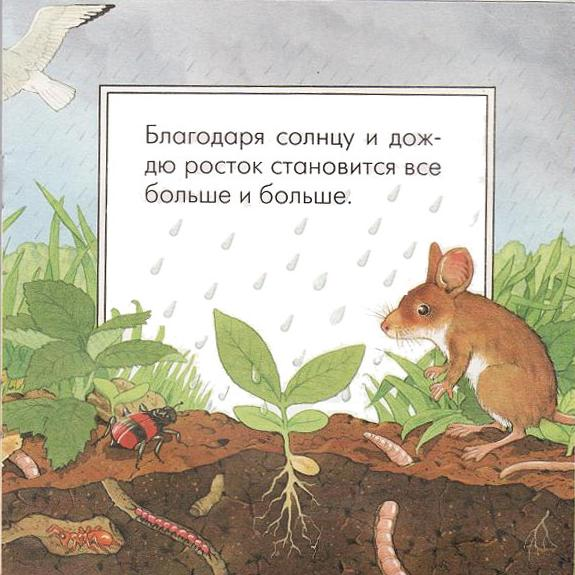 Благодаря солнцу и дож-
дю росток становится все
больше и больше.